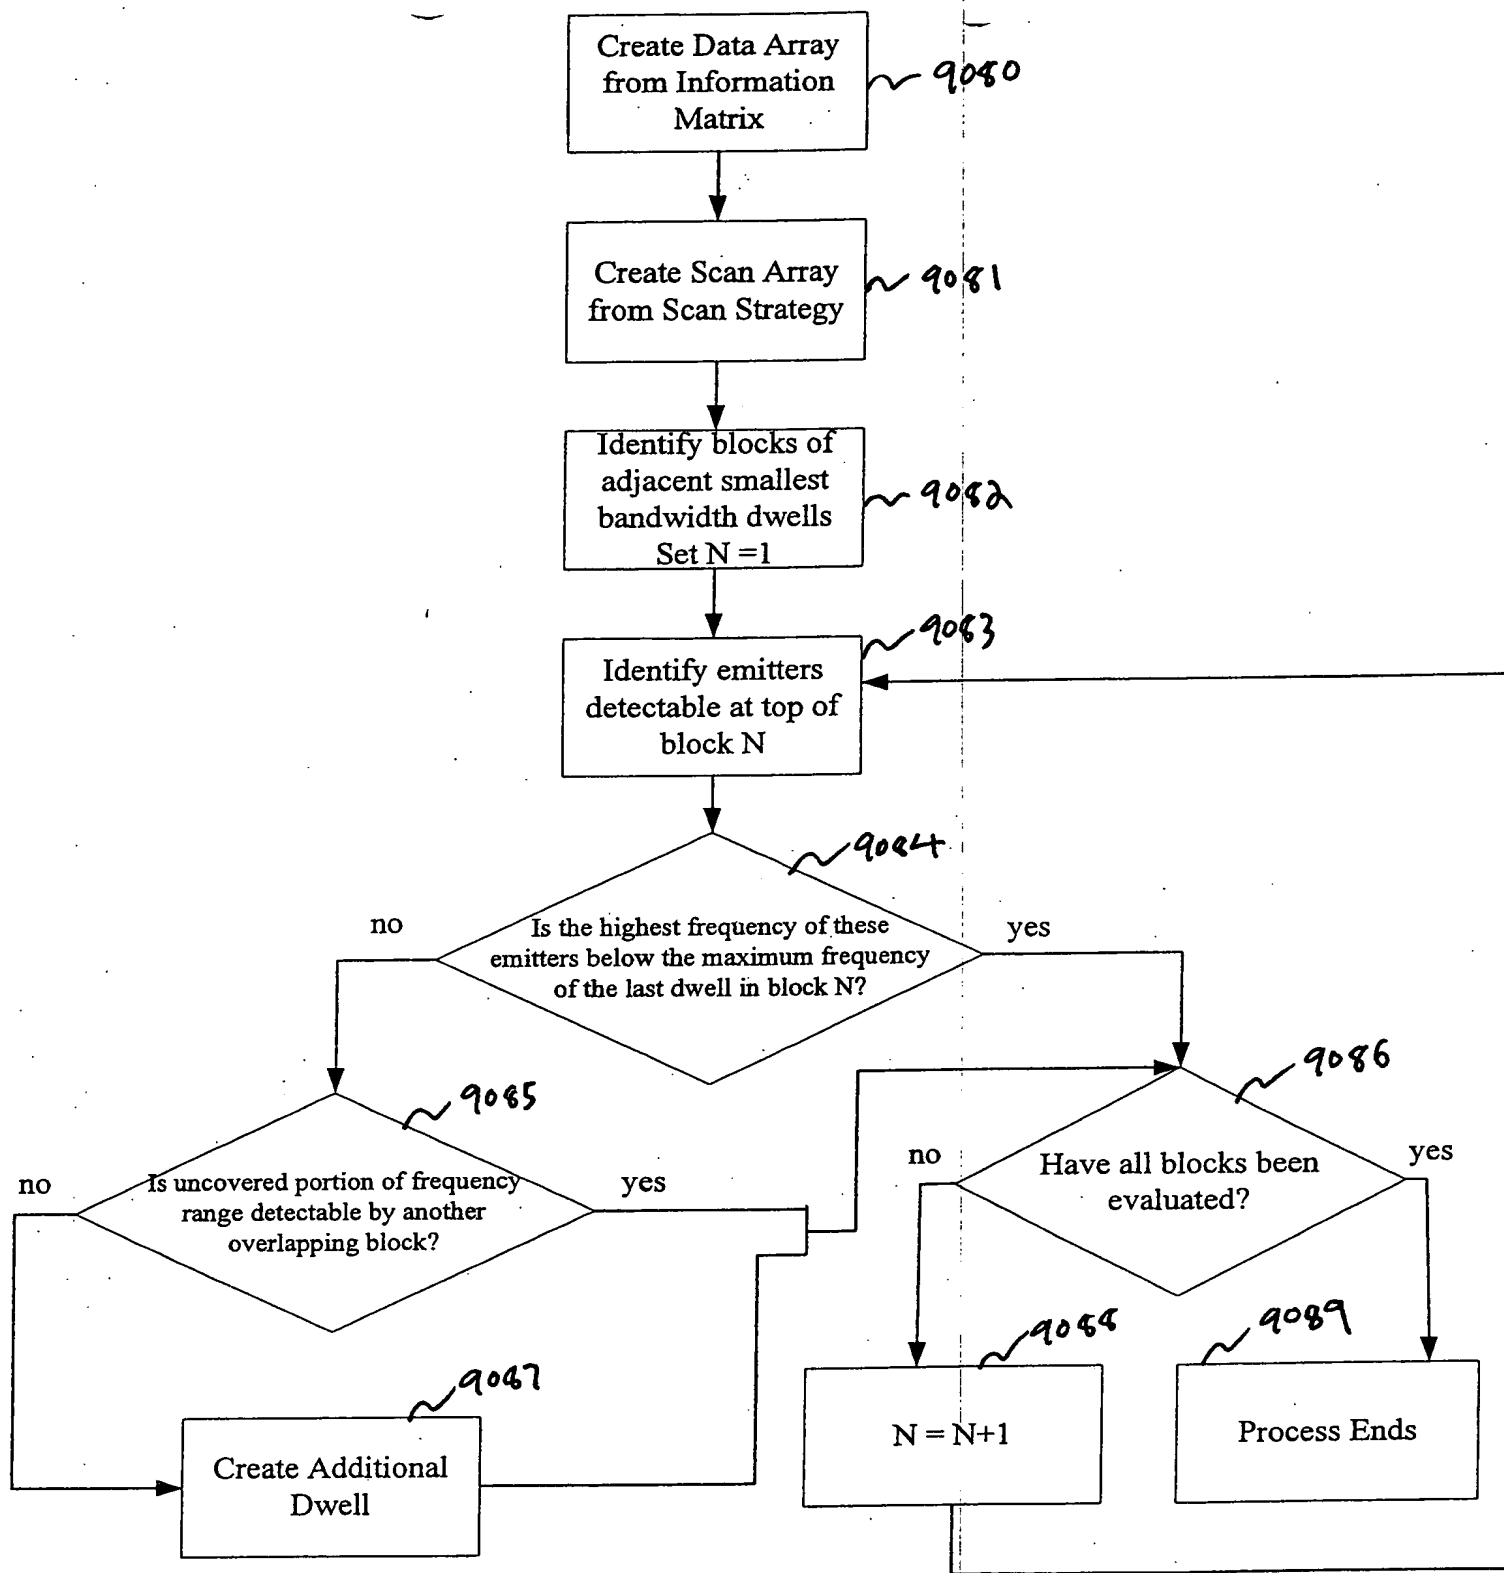 Create Data Array
from Information
Matrix
9080
Create Scan Array
from Scan Strategy
9081
Identify blocks of
adjacent smallest
bandwidth dwells
Set N =1
9082
9083
Identify emitters
detectable at top of
block N
9084
no
Is the highest frequency of these
emitters below the maximum frequency
of the last dwell in block N?
yes
9085
no
Is uncovered portion of frequency
range detectable by another
overlapping block?
yes
9086
no
Have all blocks been
evaluated?
yes
9087
Create Additional
Dwell
9088
N = N+1
9089
Process Ends